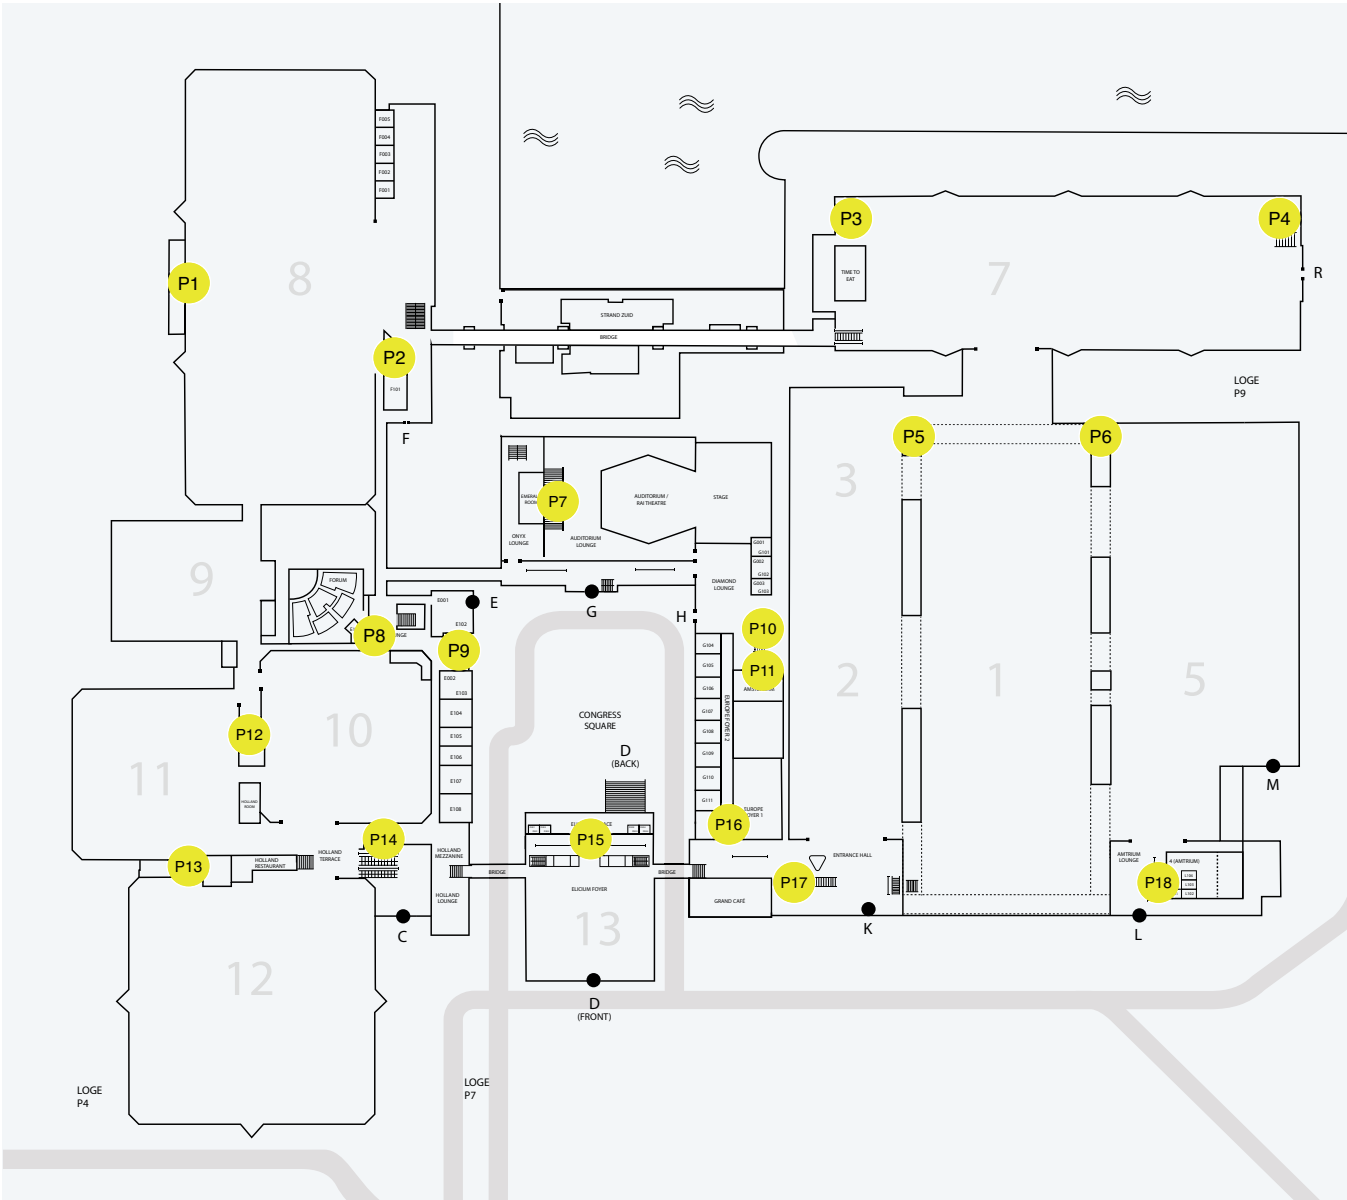 F005
F004
F003
F002
F001
P3
P4
P1
8
TIME TO
EAT
7
R
STRAND ZUID
BRIDGE
P2
F101
LOGE
P9
F
P5
P6
3
P7
AUDITORIUM /
RAI THEATRE
STAGE
ONYX
LOUNGE
AUDITORIUM
LOUNGE
G001
G101
G002
G102
G003
G103
DIAMOND
LOUNGE
9
FORUM
E001
E
G
H
E102
P8
P9
P10
P11
G104
G105
G106
G107
G108
G109
G110
G111
EUROPE FOYER 2
2
1
5
E002
E103
E104
E105
E106
E107
E108
CONGRESS
SQUARE
D
(BACK)
P12
10
11
HOLLAND
ROOM
M
P16
P14
P15
P13
HOLLAND
RESTAURANT
HOLLAND
TERRACE
HOLLAND
MEZZANINE
BRIDGE
BRIDGE
ENTRANCE HALL
AMTRIUM
LOUNGE
4 (AMTRIUM)
P17
P18
HOLLAND
LOUNGE
ELICIUM FOYER
GRAND CAFÉ
C
13
K
L
12
D
(FRONT)
LOGE
P4
LOGE
P7